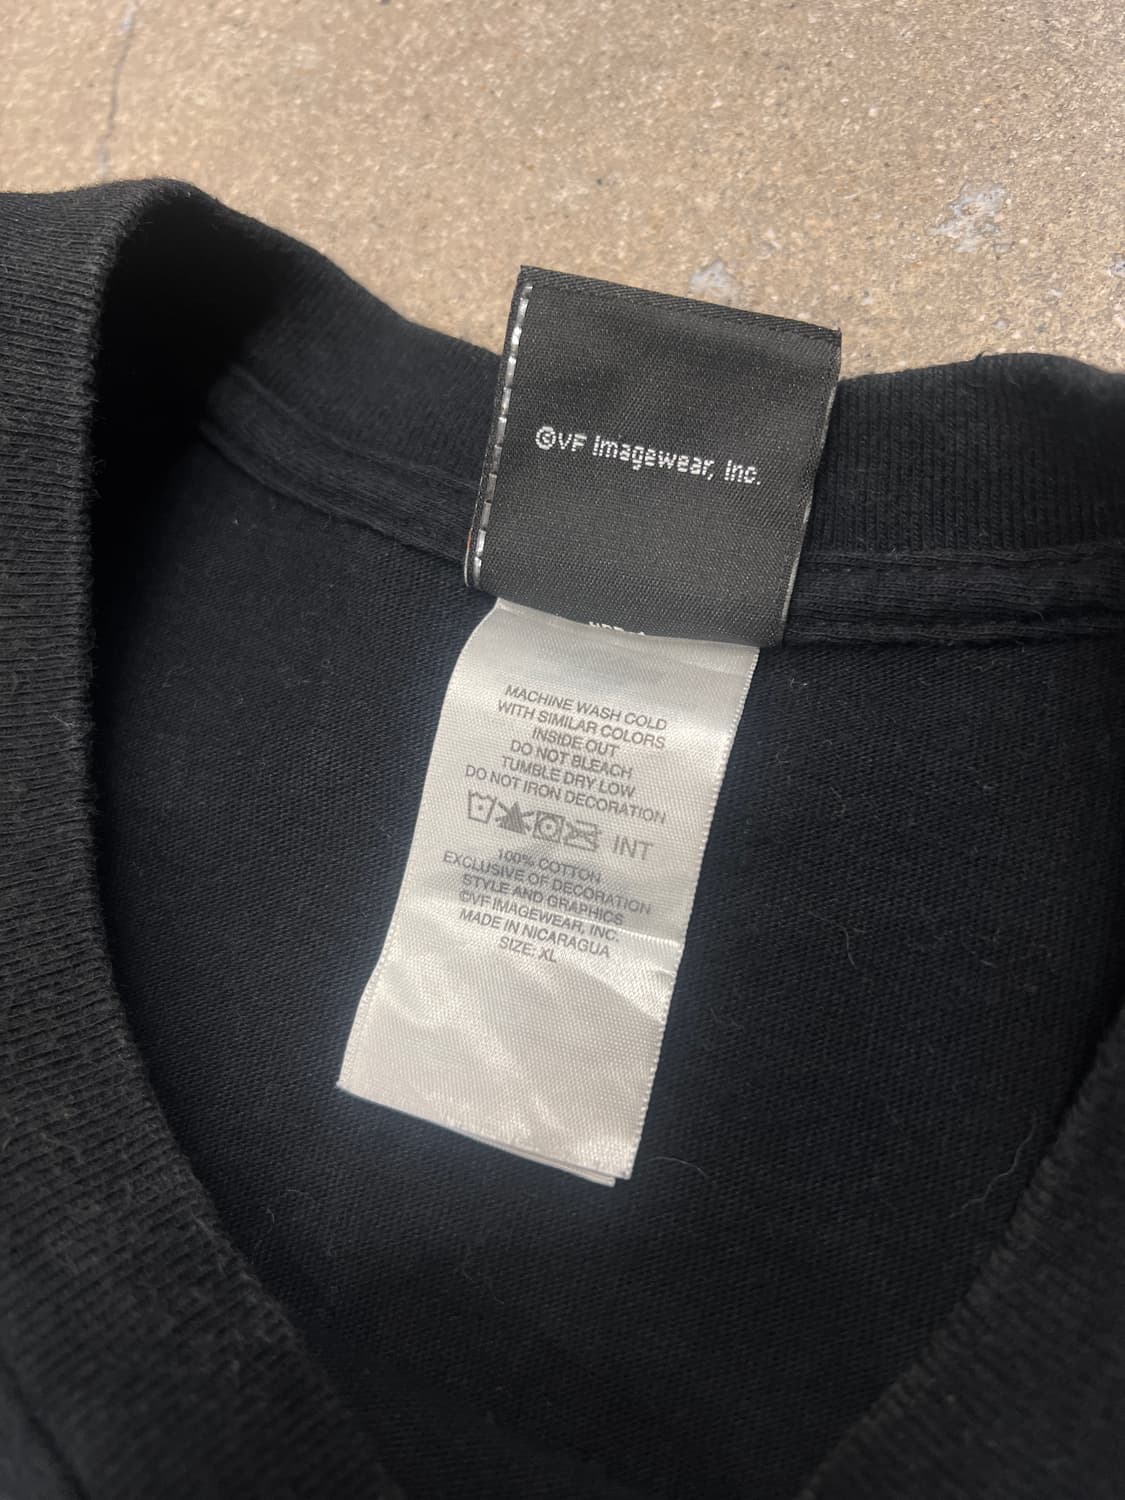 ©VF Imagewear, Inc.
MACHINE WASH COLD
WITH SIMILAR COLORS
INSIDE OUT
DO NOT BLEACH
TUMBLE DRY LOW
DO NOT IRON DECORATION
INT
100% COTTON
EXCLUSIVE OF DECORATION
STYLE AND GRAPHICS
©VF IMAGEWEAR, INC.
MADE IN NICARAGUA
SIZE: XL